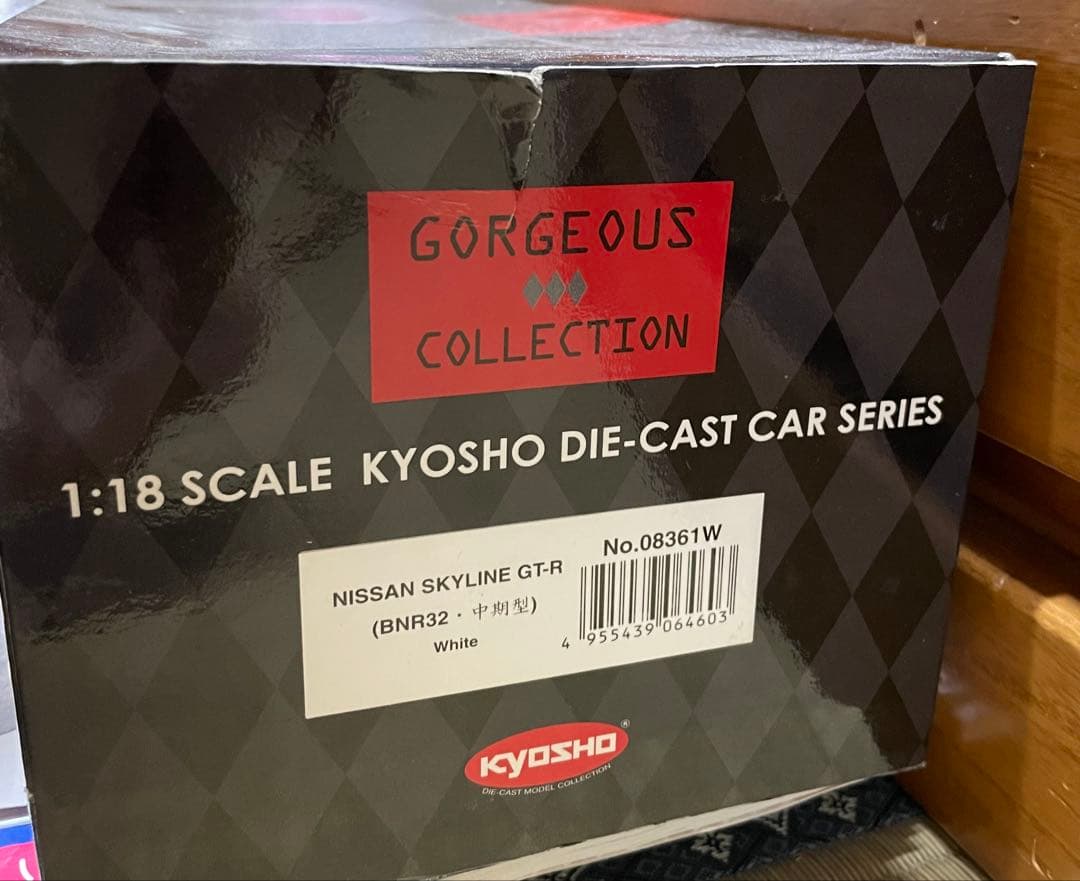 GORGEOUS
COLLECTION
1:18 SCALE KYOSHO DIE-CAST CAR SERIES
No.08361W
NISSAN SKYLINE GT-R
(BNR32・中期型)
White
4 955439 064603
KYOSHO®
DIE-CAST MODEL COLLECTION